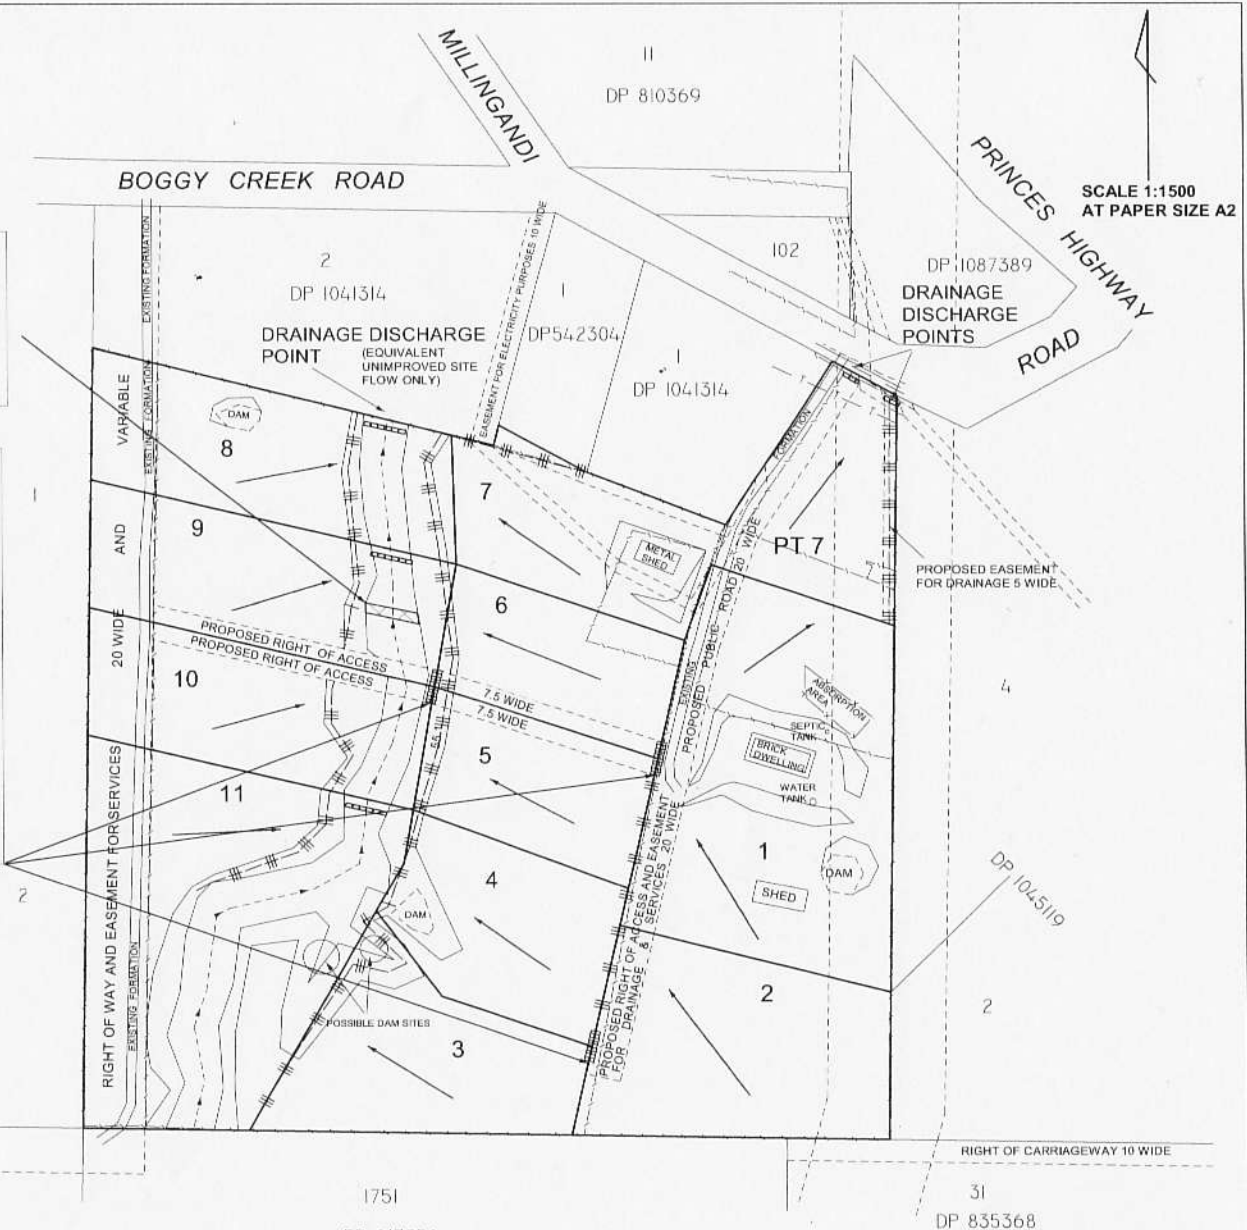 MILLINGANDI
11
DP 810369
BOGGY CREEK ROAD
PRINCES HIGHWAY
SCALE 1:1500
AT PAPER SIZE A2
EXISTING FORMATION
2
DP 1041314
EASEMENT FOR ELECTRICITY PURPOSES 10 WIDE
1
DP542304
1
DP 1041314
102
DP 1087389
DRAINAGE
DISCHARGE
POINTS
ROAD
DRAINAGE DISCHARGE
POINT
(EQUIVALENT
UNIMPROVED SITE
FLOW ONLY)
VARIABLE
EXISTING FORMATION
DAM
8
FORMATION
1
9
AND
7
METAL
SHED
PT 7
PROPOSED EASEMENT
FOR DRAINAGE 5 WIDE
20 WIDE
6
PROPOSED RIGHT OF ACCESS
PROPOSED RIGHT OF ACCESS
10
7.5 WIDE
7.5 WIDE
EXISTING
PROPOSED PUBLIC ROAD 20 WIDE
ABSORPTION
AREA
4
SEPTIC
TANK
BRICK
DWELLING
WATER
TANK
55.1
5
11
RIGHT OF WAY AND EASEMENT FOR SERVICES
1
DAM
SHED
DP 1045119
2
4
DAM
PROPOSED RIGHT OF ACCESS AND EASEMENT
FOR DRAINAGE & SERVICES 20 WIDE
EXISTING FORMATION
POSSIBLE DAM SITES
3
2
2
RIGHT OF CARRIAGEWAY 10 WIDE
1751
31
DP 835368